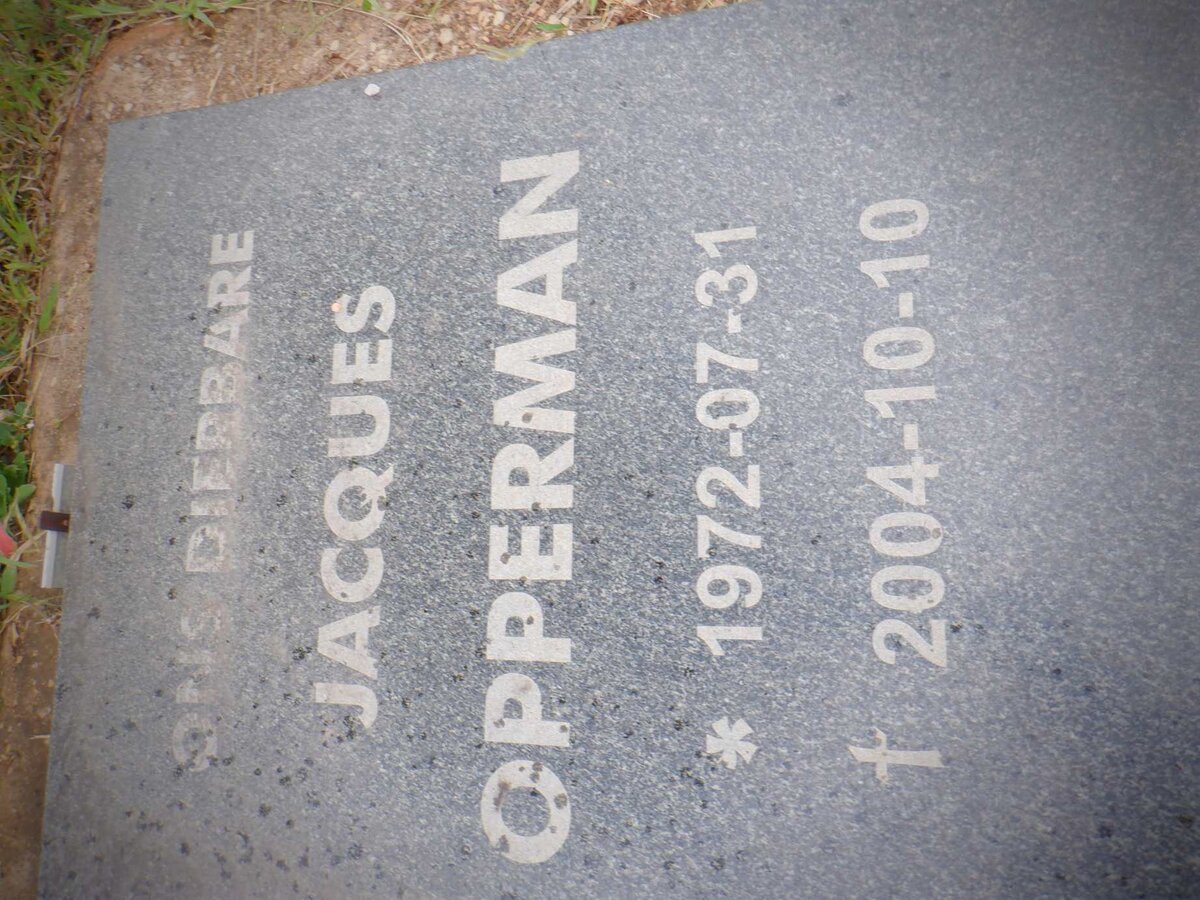 ONS DIERBARE
JACQUES
OPPERMAN
* 1972-07-31
† 2004-10-10